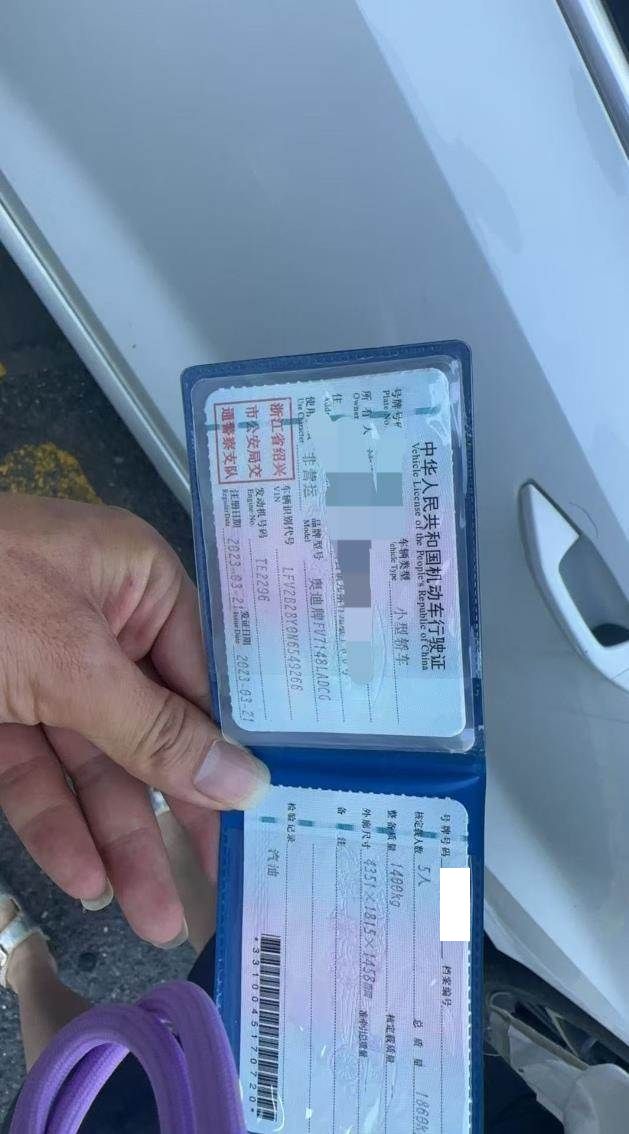 中华人民共和国机动车行驶证
Vehicle License of the People's Republic of China
号牌号
Plate No.
车辆类型
Vehicle Type
小型轿车
所有人
Owner
住
使用
Use Character
非营运
品牌型号
Model
奥迪牌FV7148LADCG
浙江省绍兴
市公安局交
通警察支队
车辆识别代号
VIN
LFV2B28Y0N6549266
发动机号码
Engine No.
TE2296
注册日期
Register Date
2023-03-21
发证日期
Issue Date
2023-03-21
号牌号码
档案编号
核定载人数
5人
总质量
1860k
整备质量
1400kg
核定载质量
外廓尺寸
4351×1815×1458mm
准牵引总质量
备注
检验记录
汽油
*3310045170720*